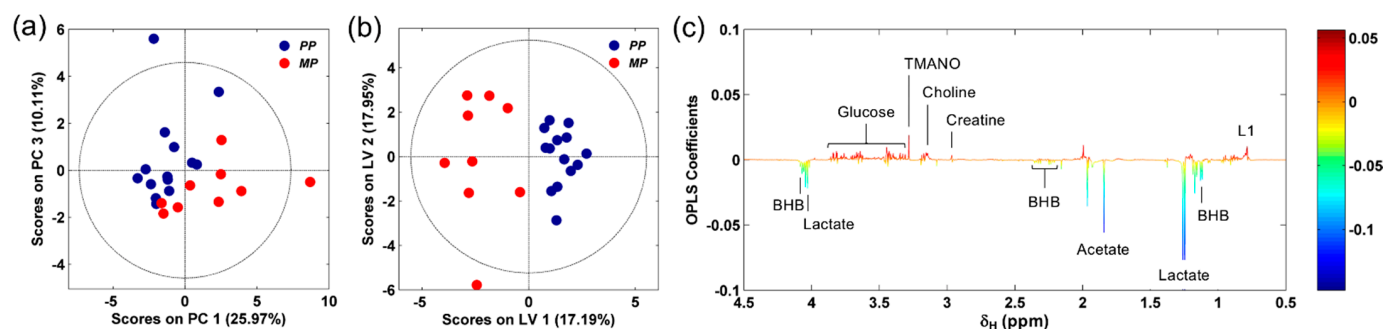 (a)
6
4
2
0
-2
-4
-5
0
5
10
Scores on PC 3 (10.11%)
Scores on PC 1 (25.97%)
PP
MP
(b)
6
4
2
0
-2
-4
-6
-5
0
5
Scores on LV 2 (17.95%)
Scores on LV 1 (17.19%)
PP
MP
(c)
0.1
0.05
0
-0.05
-0.1
4.5
4
3.5
3
2.5
2
1.5
1
0.5
OPLS Coefficients
δH (ppm)
TMANO
Glucose
Choline
Creatine
L1
BHB
Lactate
BHB
Acetate
Lactate
BHB
0.05
0
-0.05
-0.1